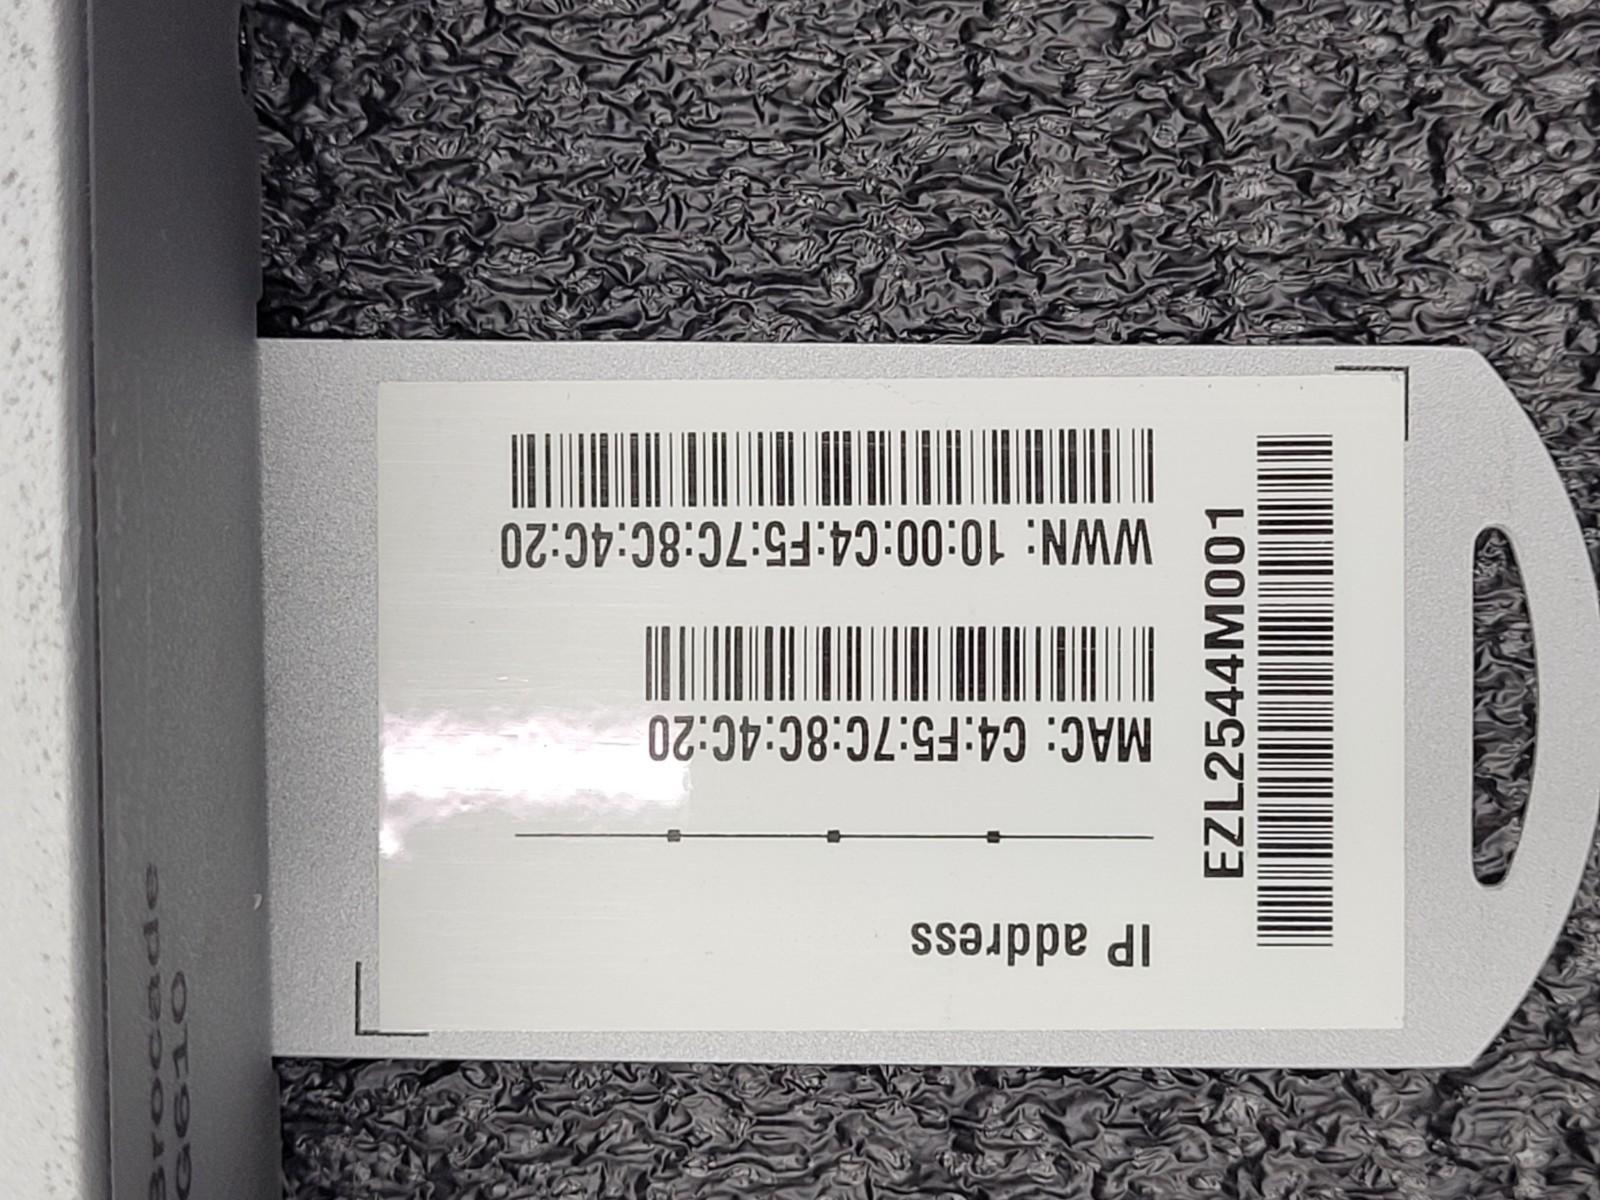 WWN: 10:00:C4:F5:7C:8C:4C:20
MAC: C4:F5:7C:8C:4C:20
IP address
EZL2544M001
Brocade
G610